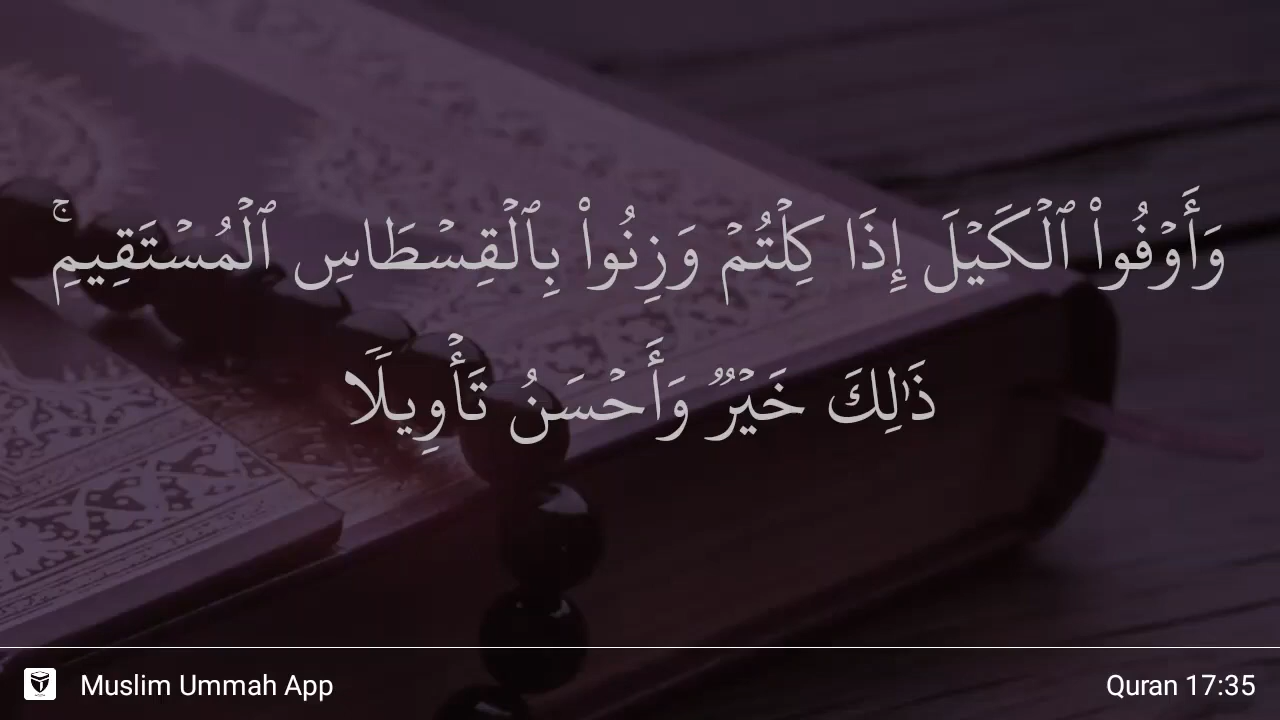 وَأَوۡفُواْ ٱلۡكَيۡلَ إِذَا كِلۡتُمۡ وَزِنُواْ بِٱلۡقِسۡطَاسِ ٱلۡمُسۡتَقِيمِۚ
ذَٰلِكَ خَيۡرٞ وَأَحۡسَنُ تَأۡوِيلٗا
Muslim Ummah App
Quran 17:35